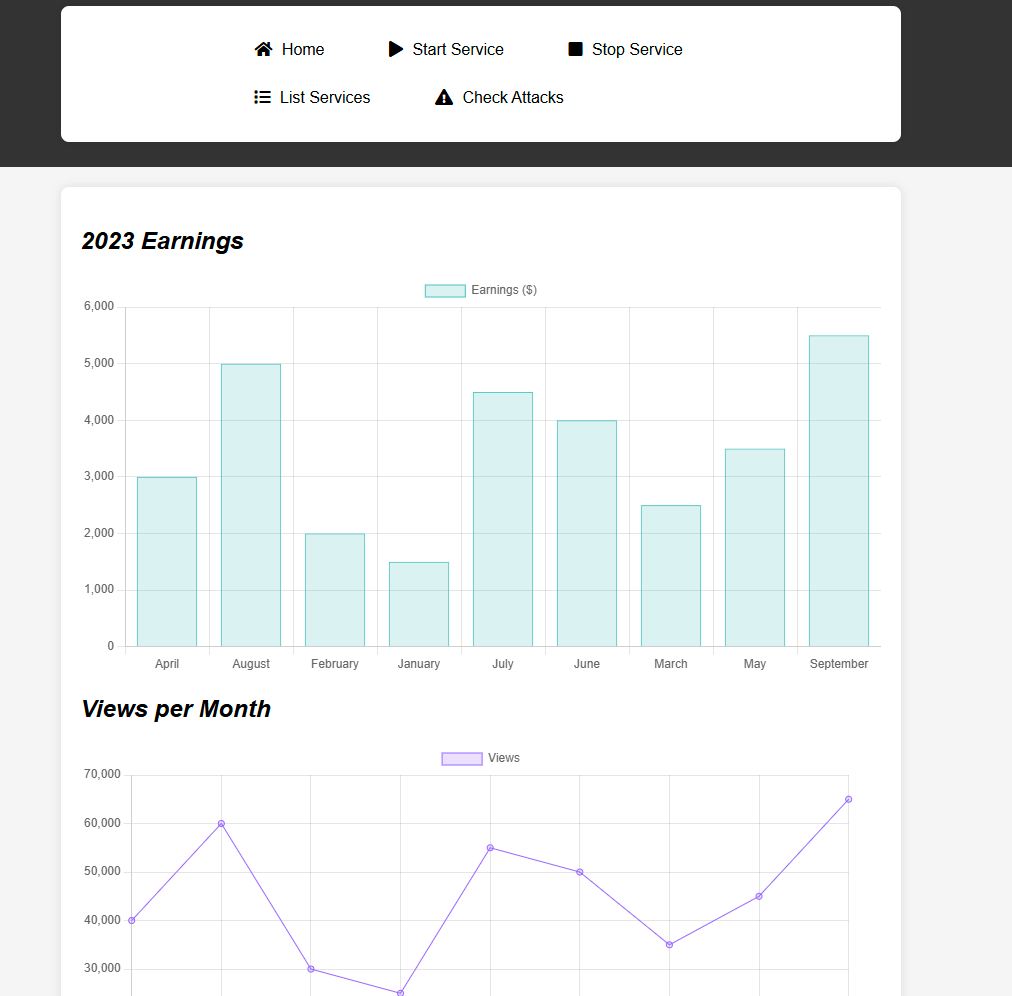 Home Start Service Stop Service
List Services Check Attacks
2023 Earnings
Earnings ($)
6,000
5,000
4,000
3,000
2,000
1,000
0
April August February January July June March May September
Views per Month
Views
70,000
60,000
50,000
40,000
30,000